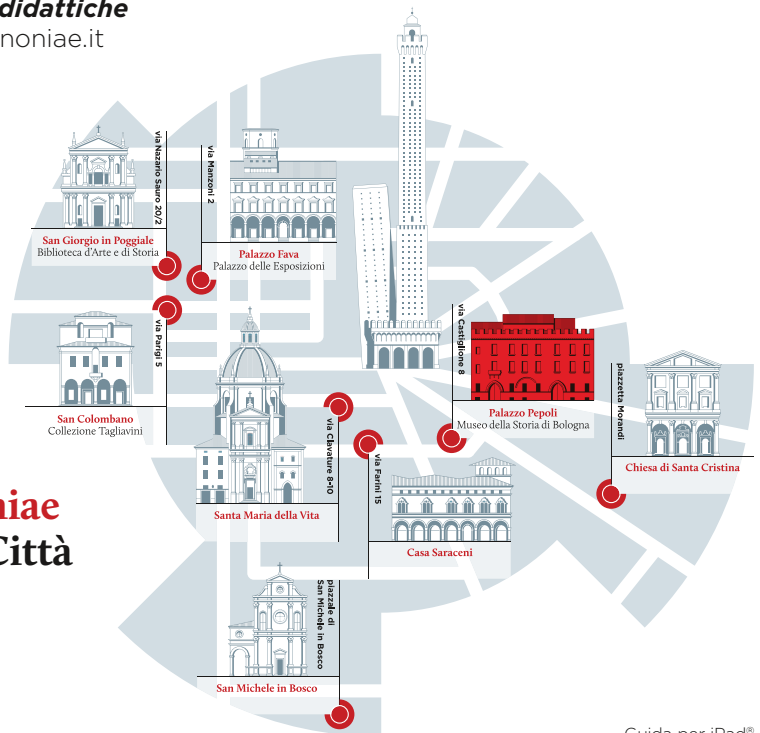 didattiche
noniae.it
via Nazario Sauro 20/2
San Giorgio in Poggiale
Biblioteca d'Arte e di Storia
via Manzoni 2
Palazzo Fava
Palazzo delle Esposizioni
via Parigi 5
San Colombano
Collezione Tagliavini
via Clavature 8-10
Santa Maria della Vita
via Castiglione 8
Palazzo Pepoli
Museo della Storia di Bologna
piazzetta Morandi
Chiesa di Santa Cristina
via Farini 15
Casa Saraceni
niae
Città
piazzale di
San Michele in Bosco
San Michele in Bosco
Guida per iPad®